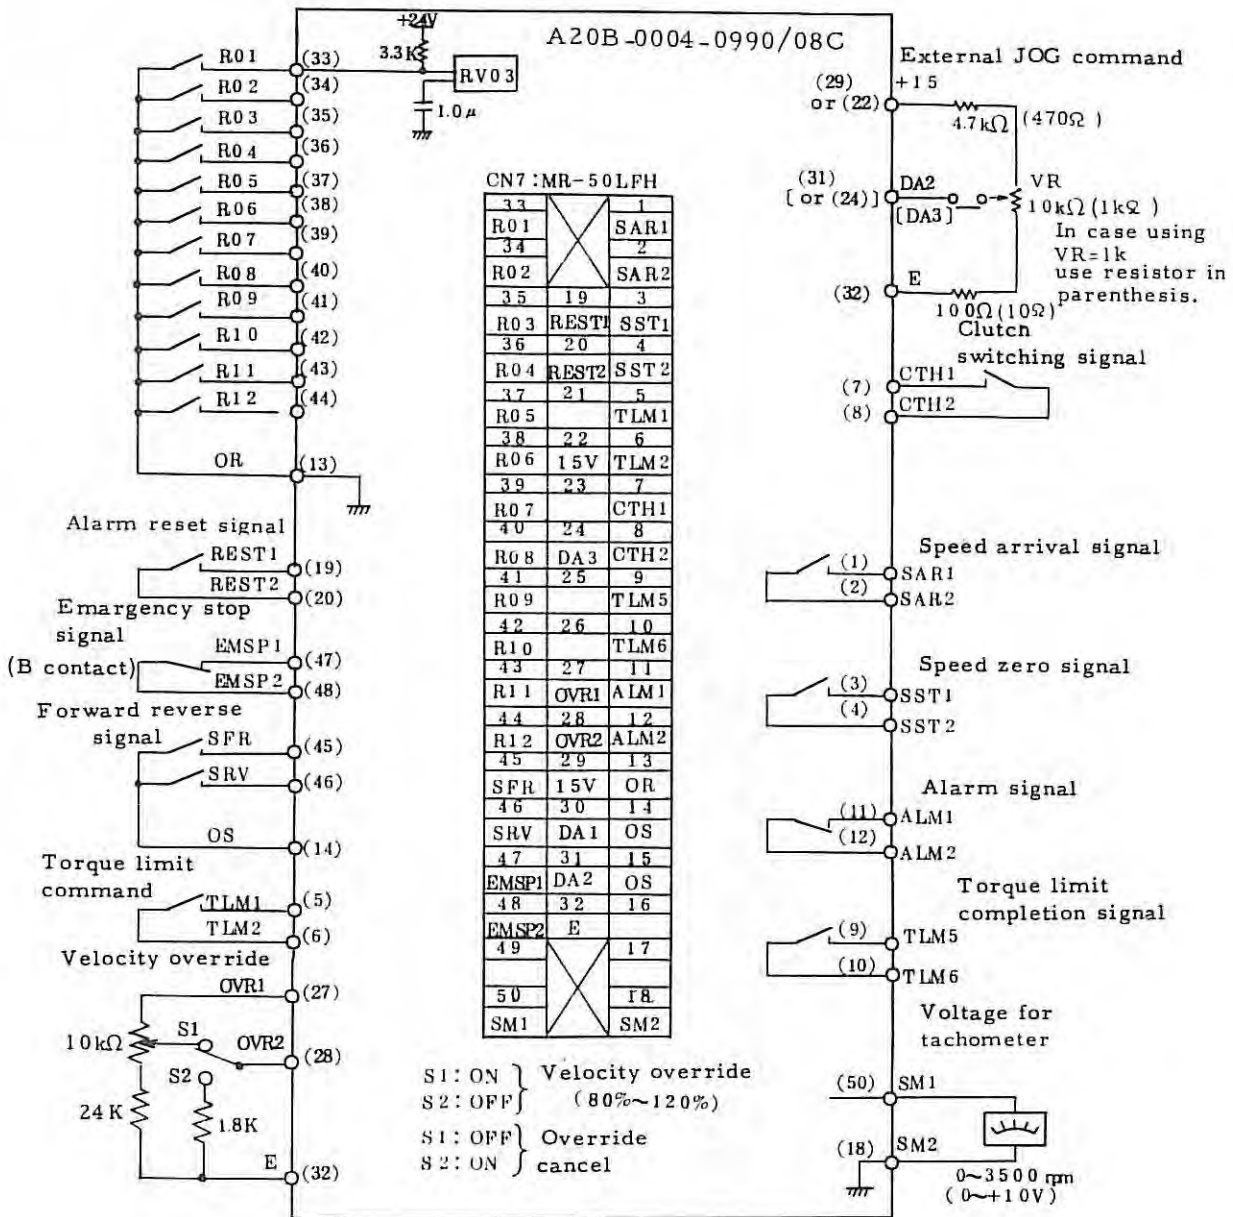 A20B-0004-0990/08C
+24V
3.3K
RV03
1.0μ
R01 (33)
R02 (34)
R03 (35)
R04 (36)
R05 (37)
R06 (38)
R07 (39)
R08 (40)
R09 (41)
R10 (42)
R11 (43)
R12 (44)
OR (13)
Alarm reset signal
REST1 (19)
REST2 (20)
Emargency stop
signal
(B contact)
EMSP1 (47)
EMSP2 (48)
Forward reverse
signal
SFR (45)
SRV (46)
OS (14)
Torque limit
command
TLM1 (5)
TLM2 (6)
Velocity override
OVR1 (27)
10kΩ
S1
OVR2 (28)
S2
24K
1.8K
E (32)
CN7:MR-50LFH
33 1
R01 SAR1
34 2
R02 SAR2
35 19 3
R03 REST1 SST1
36 20 4
R04 REST2 SST2
37 21 5
R05 TLM1
38 22 6
R06 15V TLM2
39 23 7
R07 CTH1
40 24 8
R08 DA3 CTH2
41 25 9
R09 TLM5
42 26 10
R10 TLM6
43 27 11
R11 OVR1 ALM1
44 28 12
R12 OVR2 ALM2
45 29 13
SFR 15V OR
46 30 14
SRV DA1 OS
47 31 15
EMSP1 DA2 OS
48 32 16
EMSP2 E
49 17
50 18
SM1 SM2
S1: ON } Velocity override
S2: OFF (80%~120%)
S1: OFF } Override
S2: ON cancel
External JOG command
(29) +15
or (22)
4.7kΩ (470Ω)
(31) DA2
[or (24)] [DA3]
VR
10kΩ(1kΩ)
In case using
VR=1k
use resistor in
parenthesis.
(32) E
100Ω(10Ω)
Clutch
switching signal
(7) CTH1
(8) CTH2
Speed arrival signal
(1) SAR1
(2) SAR2
Speed zero signal
(3) SST1
(4) SST2
Alarm signal
(11) ALM1
(12) ALM2
Torque limit
completion signal
(9) TLM5
(10) TLM6
Voltage for
tachometer
(50) SM1
(18) SM2
0~3500 rpm
(0~+10V)